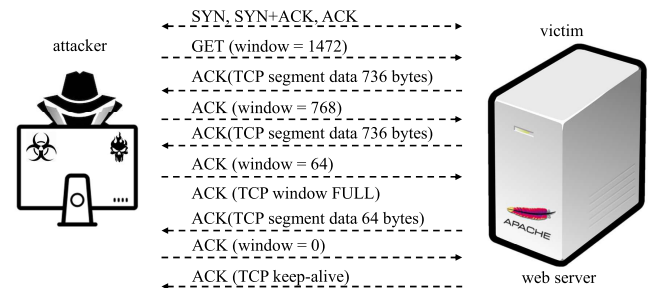 SYN, SYN+ACK, ACK
attacker
victim
GET (window = 1472)
ACK(TCP segment data 736 bytes)
ACK (window = 768)
ACK(TCP segment data 736 bytes)
ACK (window = 64)
ACK (TCP window FULL)
ACK(TCP segment data 64 bytes)
APACHE
ACK (window = 0)
ACK (TCP keep-alive)
web server